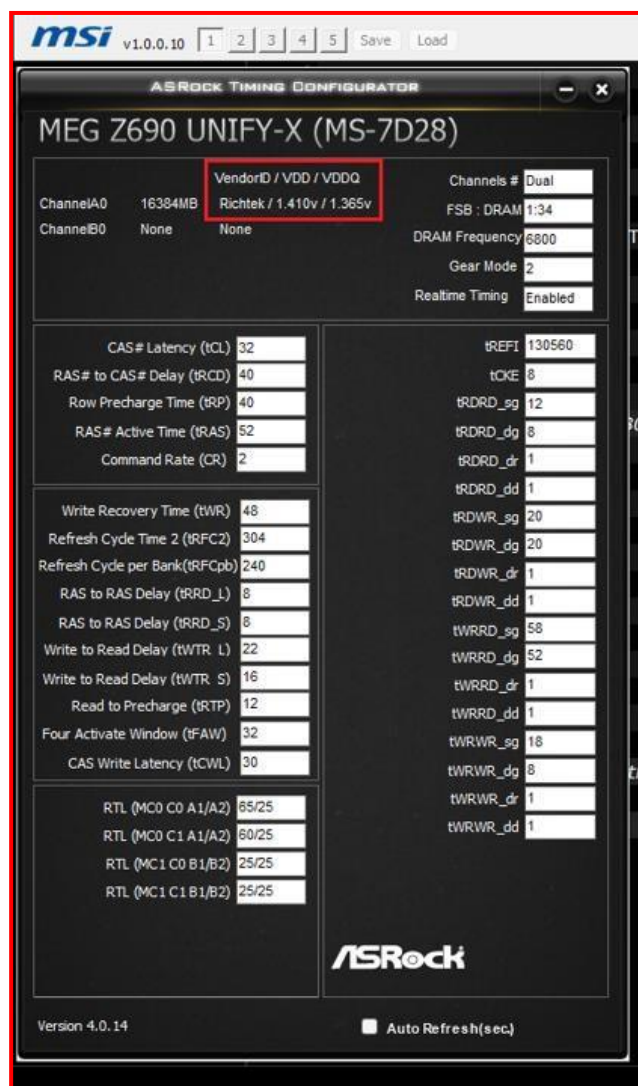 msi v1.0.0.10 1 2 3 4 5 Save Load
ASRock Timing Configurator
MEG Z690 UNIFY-X (MS-7D28)
VendorID / VDD / VDDQ
ChannelA0 16384MB Richtek / 1.410v / 1.365v
ChannelB0 None None
Channels # Dual
FSB : DRAM 1:34
DRAM Frequency 6800
Gear Mode 2
Realtime Timing Enabled
CAS# Latency (tCL) 32
RAS# to CAS# Delay (tRCD) 40
Row Precharge Time (tRP) 40
RAS# Active Time (tRAS) 52
Command Rate (CR) 2
Write Recovery Time (tWR) 48
Refresh Cycle Time 2 (tRFC2) 304
Refresh Cycle per Bank(tRFCpb) 240
RAS to RAS Delay (tRRD_L) 8
RAS to RAS Delay (tRRD_S) 8
Write to Read Delay (tWTR L) 22
Write to Read Delay (tWTR S) 16
Read to Precharge (tRTP) 12
Four Activate Window (tFAW) 32
CAS Write Latency (tCWL) 30
RTL (MC0 C0 A1/A2) 65/25
RTL (MC0 C1 A1/A2) 60/25
RTL (MC1 C0 B1/B2) 25/25
RTL (MC1 C1 B1/B2) 25/25
tREFI 130560
tCKE 8
tRDRD_sg 12
tRDRD_dg 8
tRDRD_dr 1
tRDRD_dd 1
tRDWR_sg 20
tRDWR_dg 20
tRDWR_dr 1
tRDWR_dd 1
tWRRD_sg 58
tWRRD_dg 52
tWRRD_dr 1
tWRRD_dd 1
tWRWR_sg 18
tWRWR_dg 8
tWRWR_dr 1
tWRWR_dd 1
ASRock
Version 4.0.14
Auto Refresh(sec.)